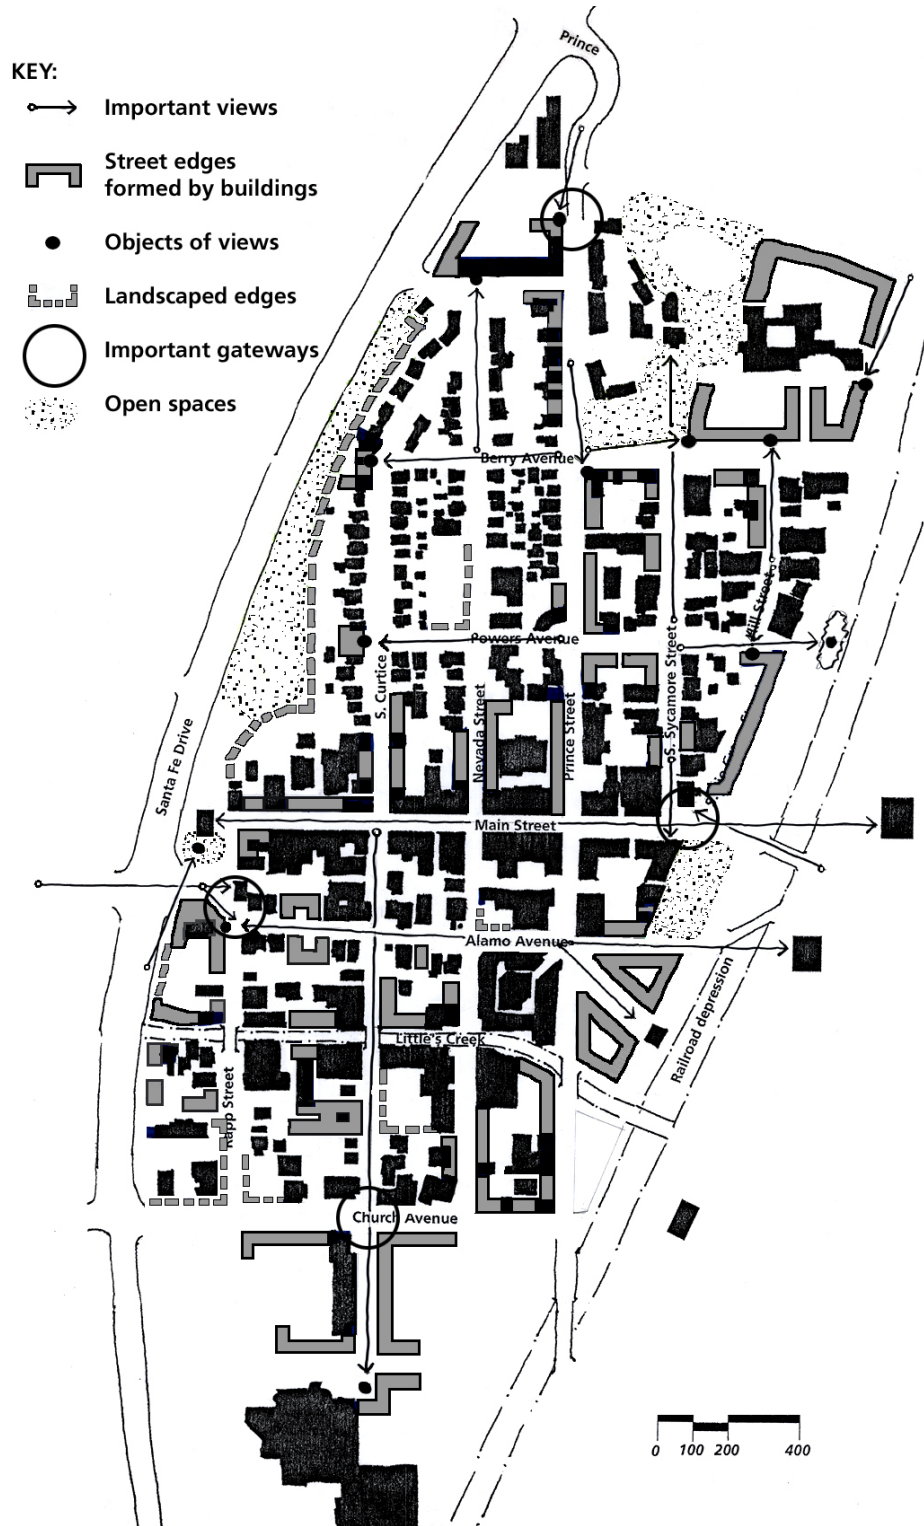 Prince
KEY:
Important views
Street edges
formed by buildings
Objects of views
Landscaped edges
Important gateways
Open spaces
Berry Avenue
Mill Street
Powers Avenue
S. Curtice
S. Sycamore Street
Nevada Street
Prince Street
Santa Fe Drive
Main Street
Alamo Avenue
Railroad depression
Little's Creek
Rapp Street
Church Avenue
0 100 200 400